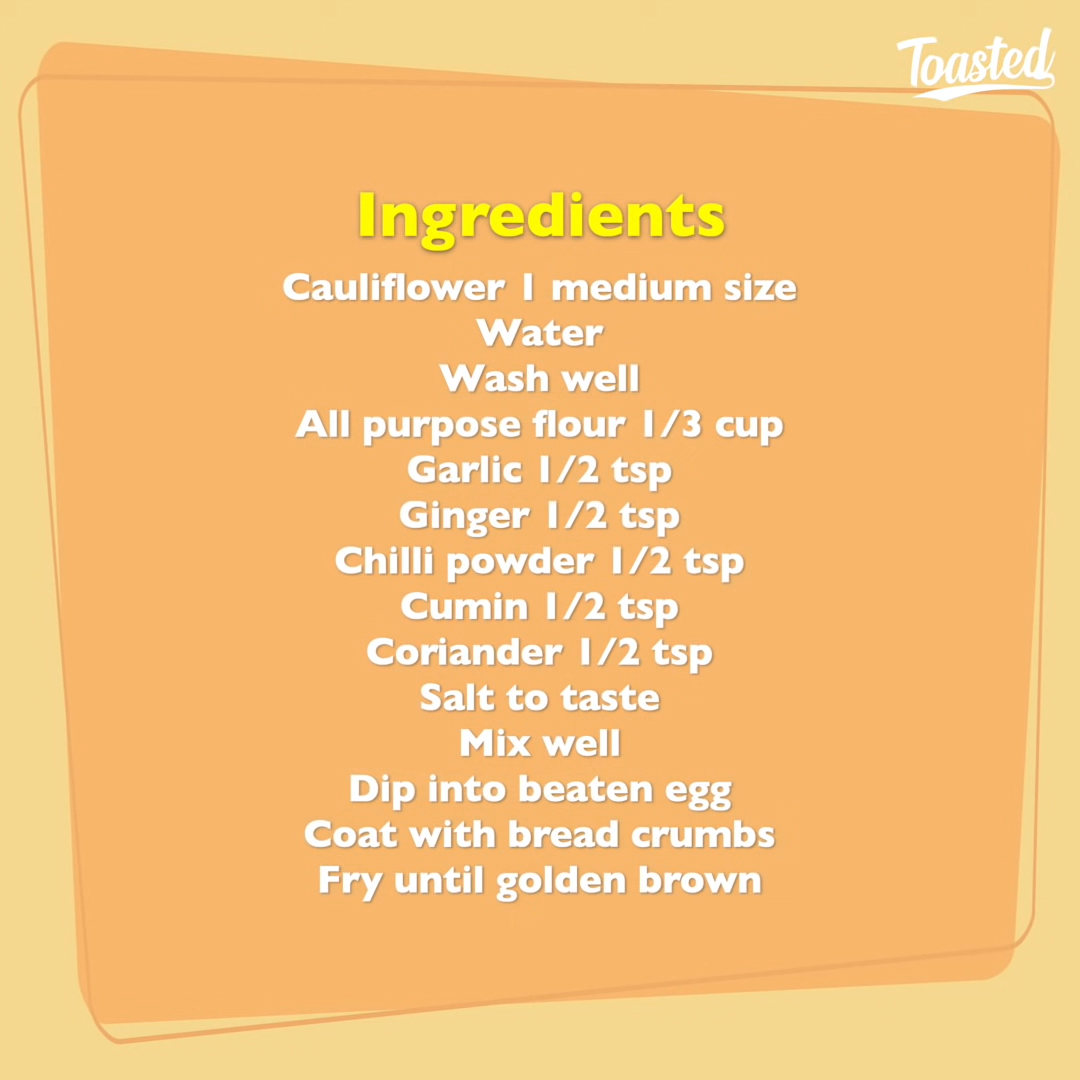 Toasted
Ingredients
Cauliflower 1 medium size
Water
Wash well
All purpose flour 1/3 cup
Garlic 1/2 tsp
Ginger 1/2 tsp
Chilli powder 1/2 tsp
Cumin 1/2 tsp
Coriander 1/2 tsp
Salt to taste
Mix well
Dip into beaten egg
Coat with bread crumbs
Fry until golden brown